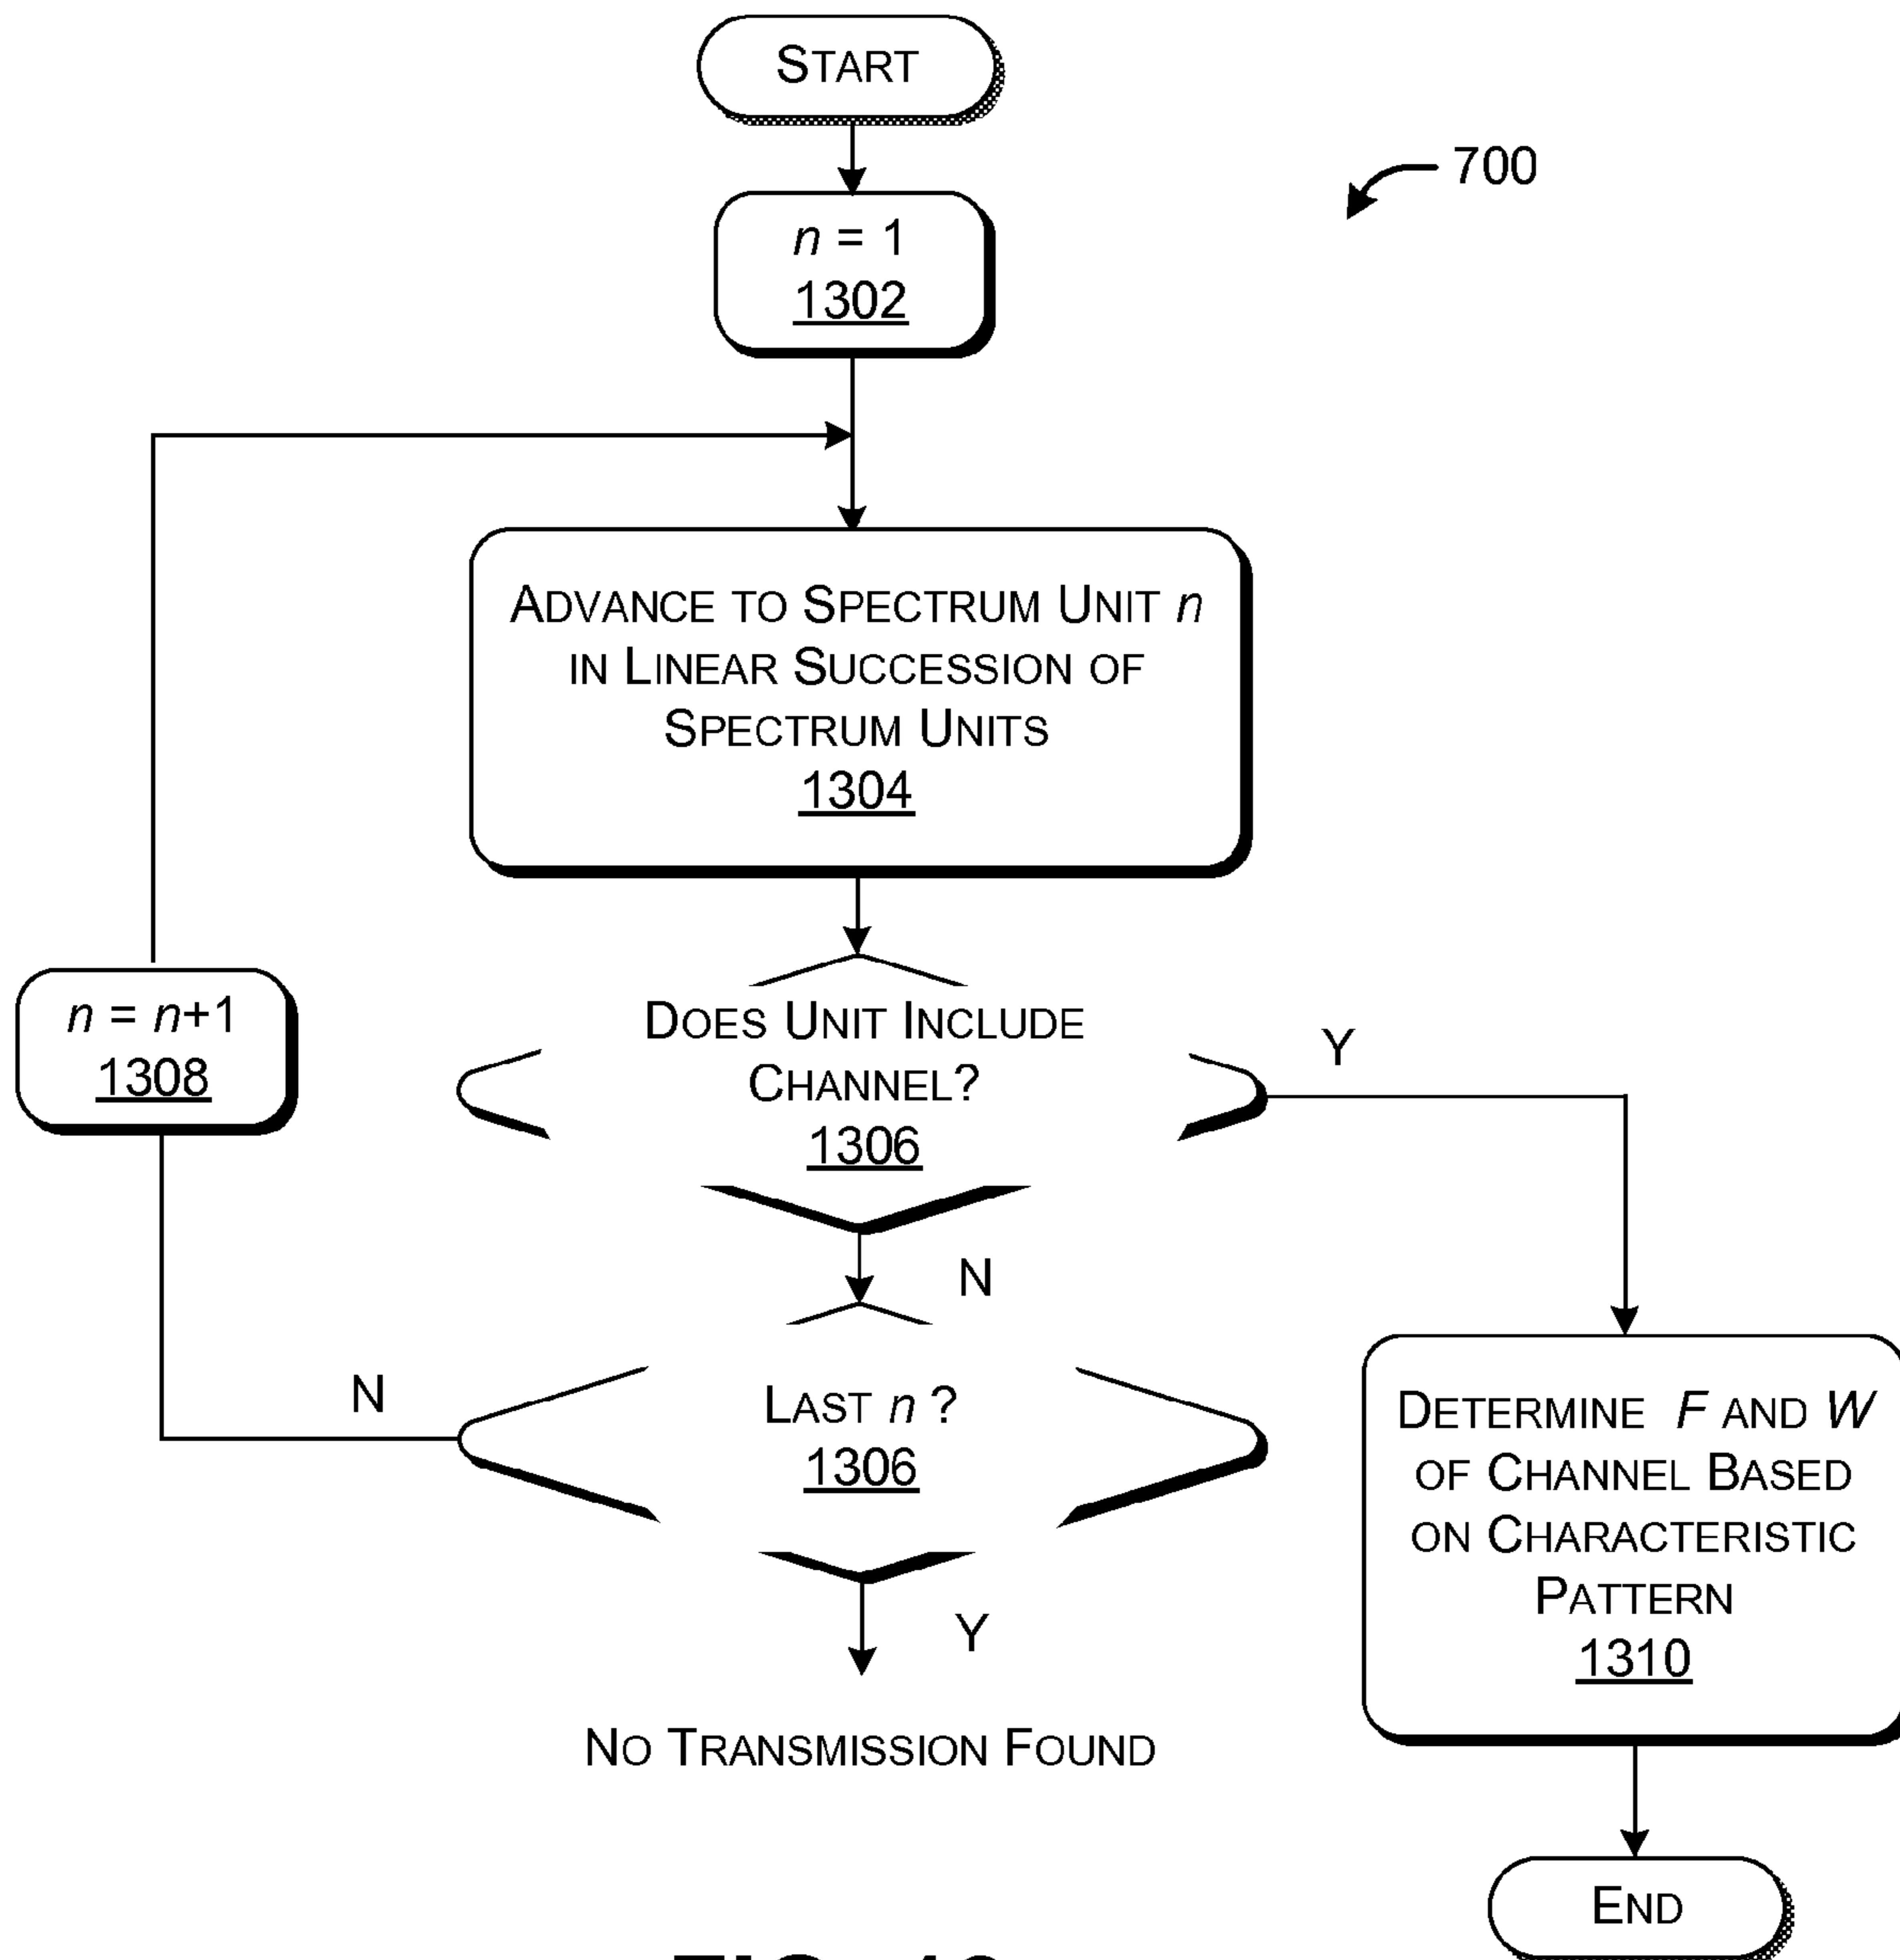 START
700
n = 1
1302
ADVANCE TO SPECTRUM UNIT n
IN LINEAR SUCCESSION OF
SPECTRUM UNITS
1304
n = n+1
1308
DOES UNIT INCLUDE
CHANNEL?
1306
Y
N
N
LAST n ?
1306
DETERMINE F AND W
OF CHANNEL BASED
ON CHARACTERISTIC
PATTERN
1310
Y
NO TRANSMISSION FOUND
END